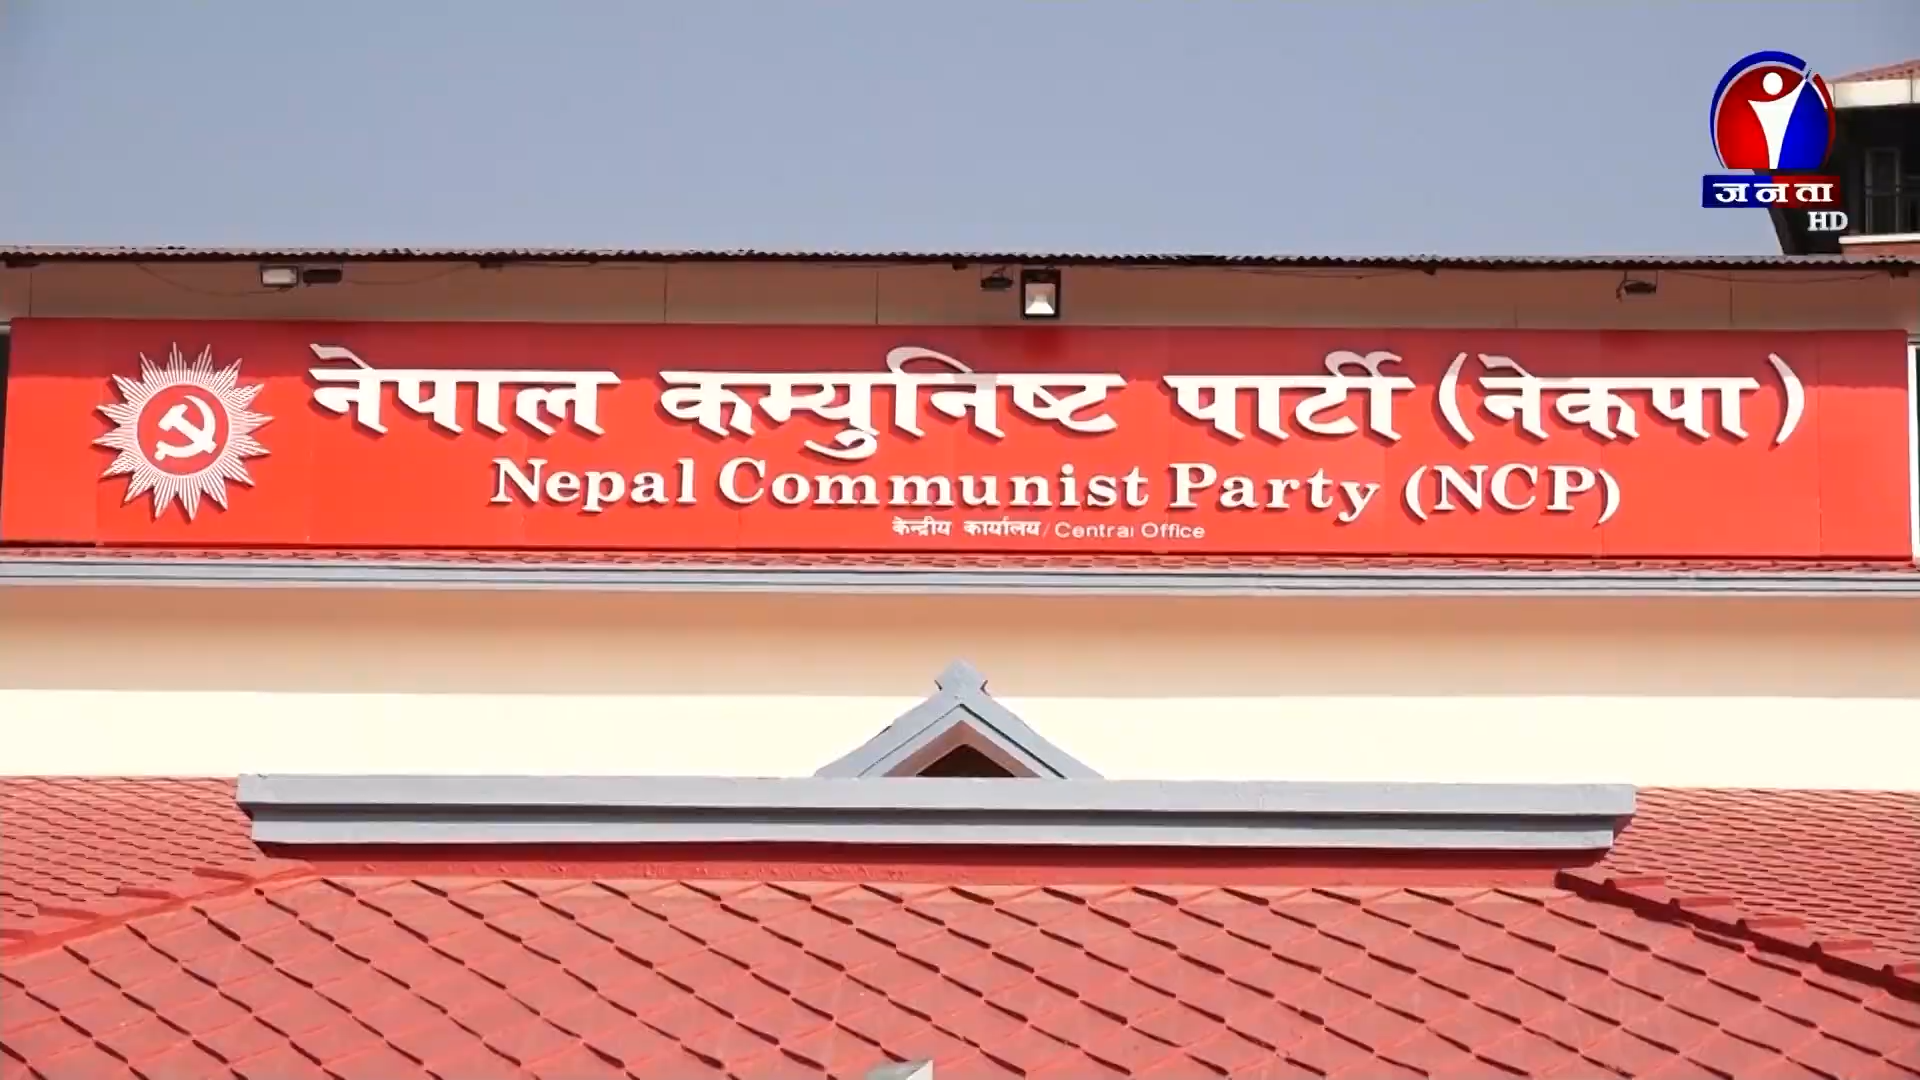 जनता
HD
नेपाल कम्युनिष्ट पार्टी (नेकपा)
Nepal Communist Party (NCP)
केन्द्रीय कार्यालय/Central Office